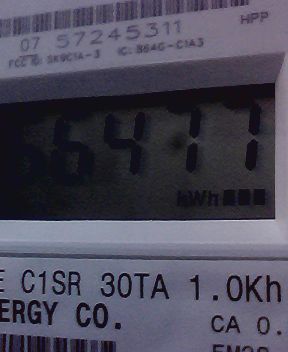 HPP
07 57245311
FCC ID: SK9C1A-3 IC: 864G-C1A3
56477
kWh
E C1SR 30TA 1.0Kh
ERGY CO.
CA 0.